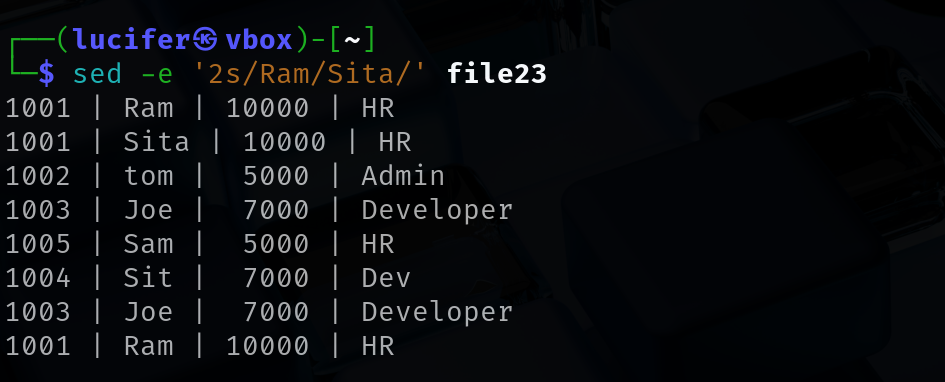 ┌──(lucifer㉿vbox)-[~]
└─$ sed -e '2s/Ram/Sita/' file23
1001 | Ram | 10000 | HR
1001 | Sita | 10000 | HR
1002 | tom |  5000 | Admin
1003 | Joe |  7000 | Developer
1005 | Sam |  5000 | HR
1004 | Sit |  7000 | Dev
1003 | Joe |  7000 | Developer
1001 | Ram | 10000 | HR